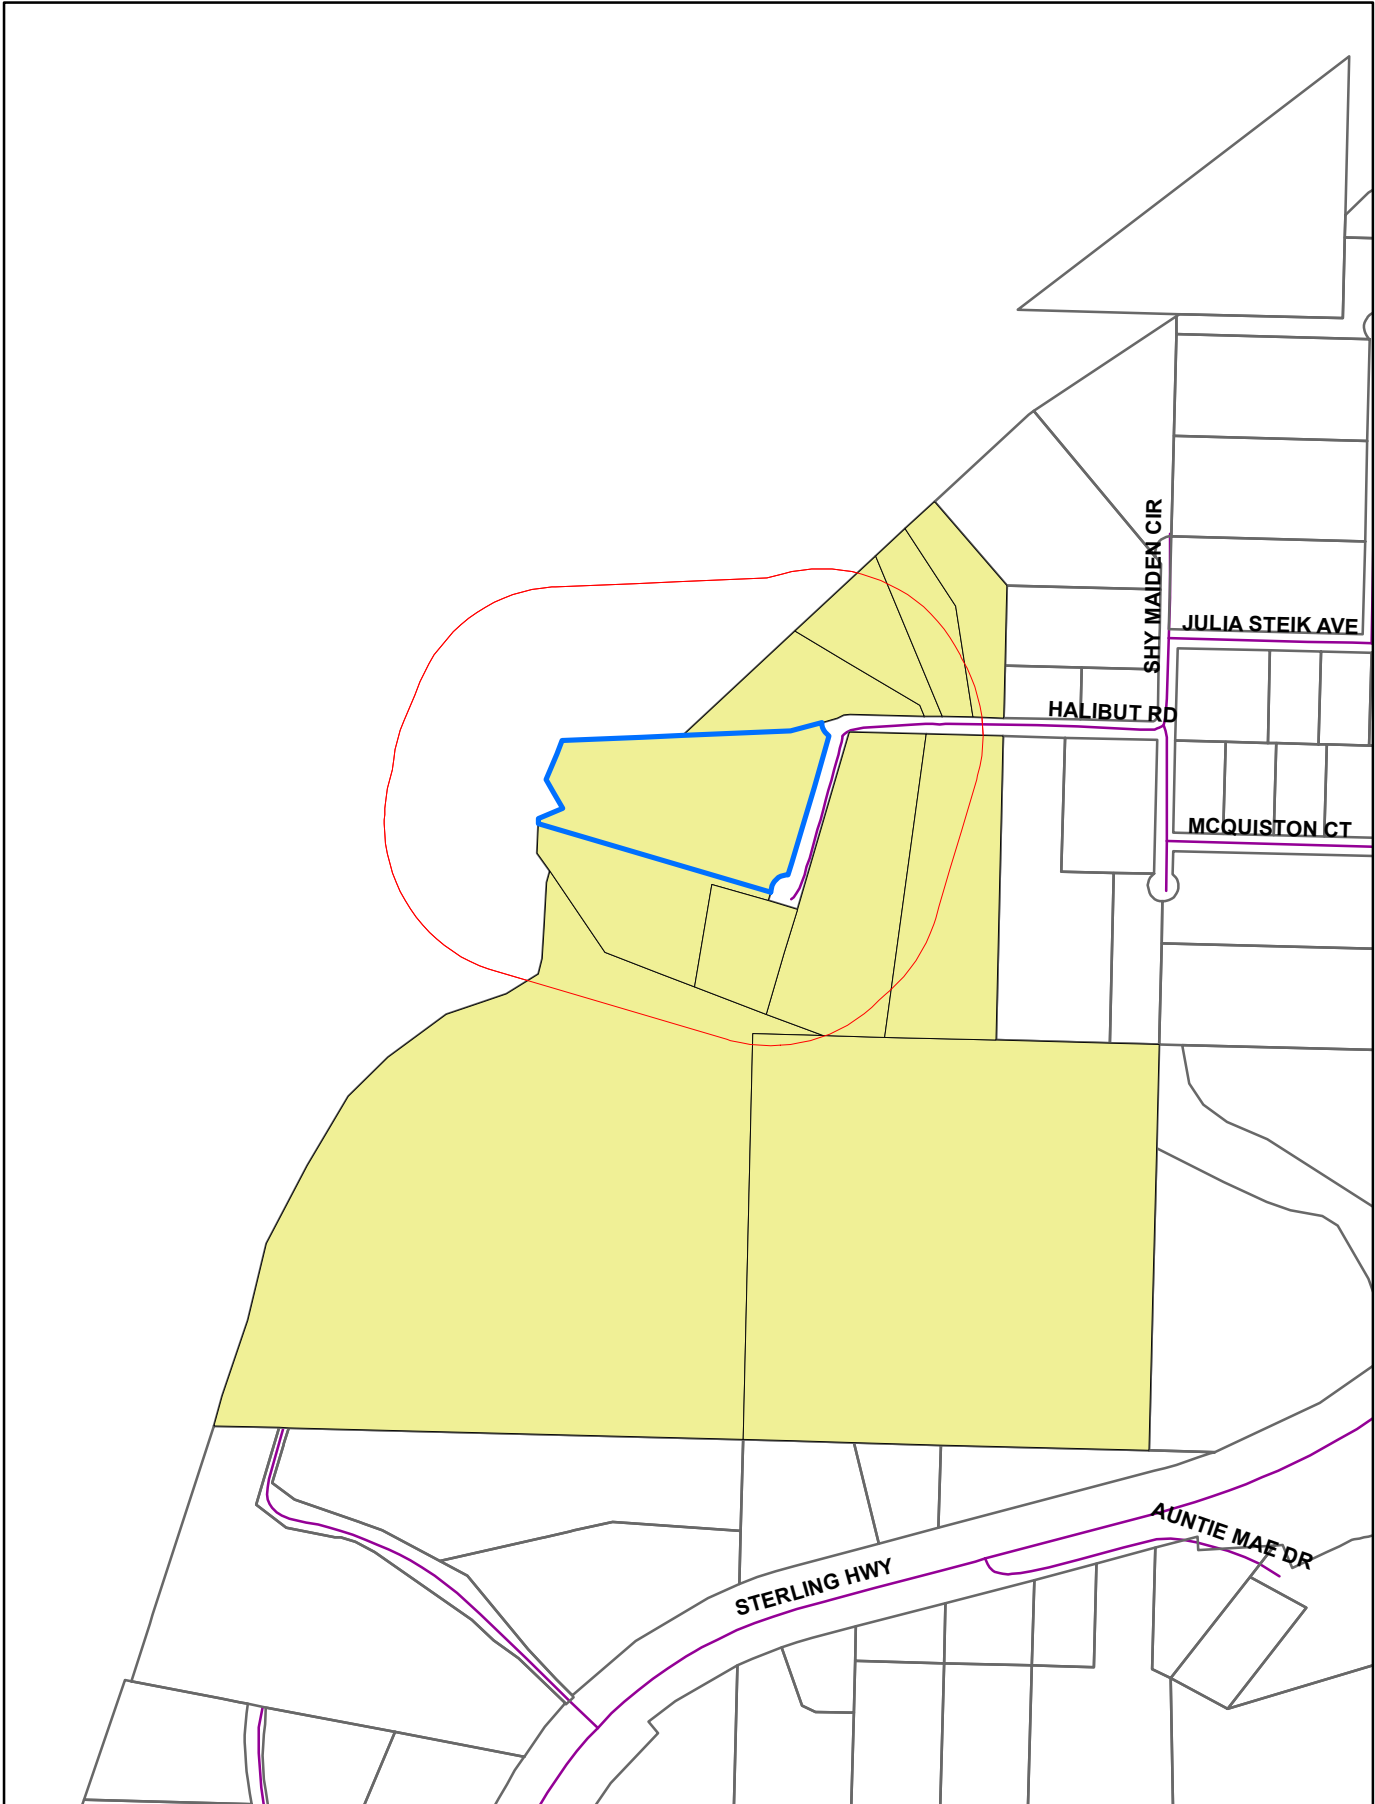 SHY MAIDEN CIR
JULIA STEIK AVE
HALIBUT RD
MCQUISTON CT
AUNTIE MAE DR
STERLING HWY